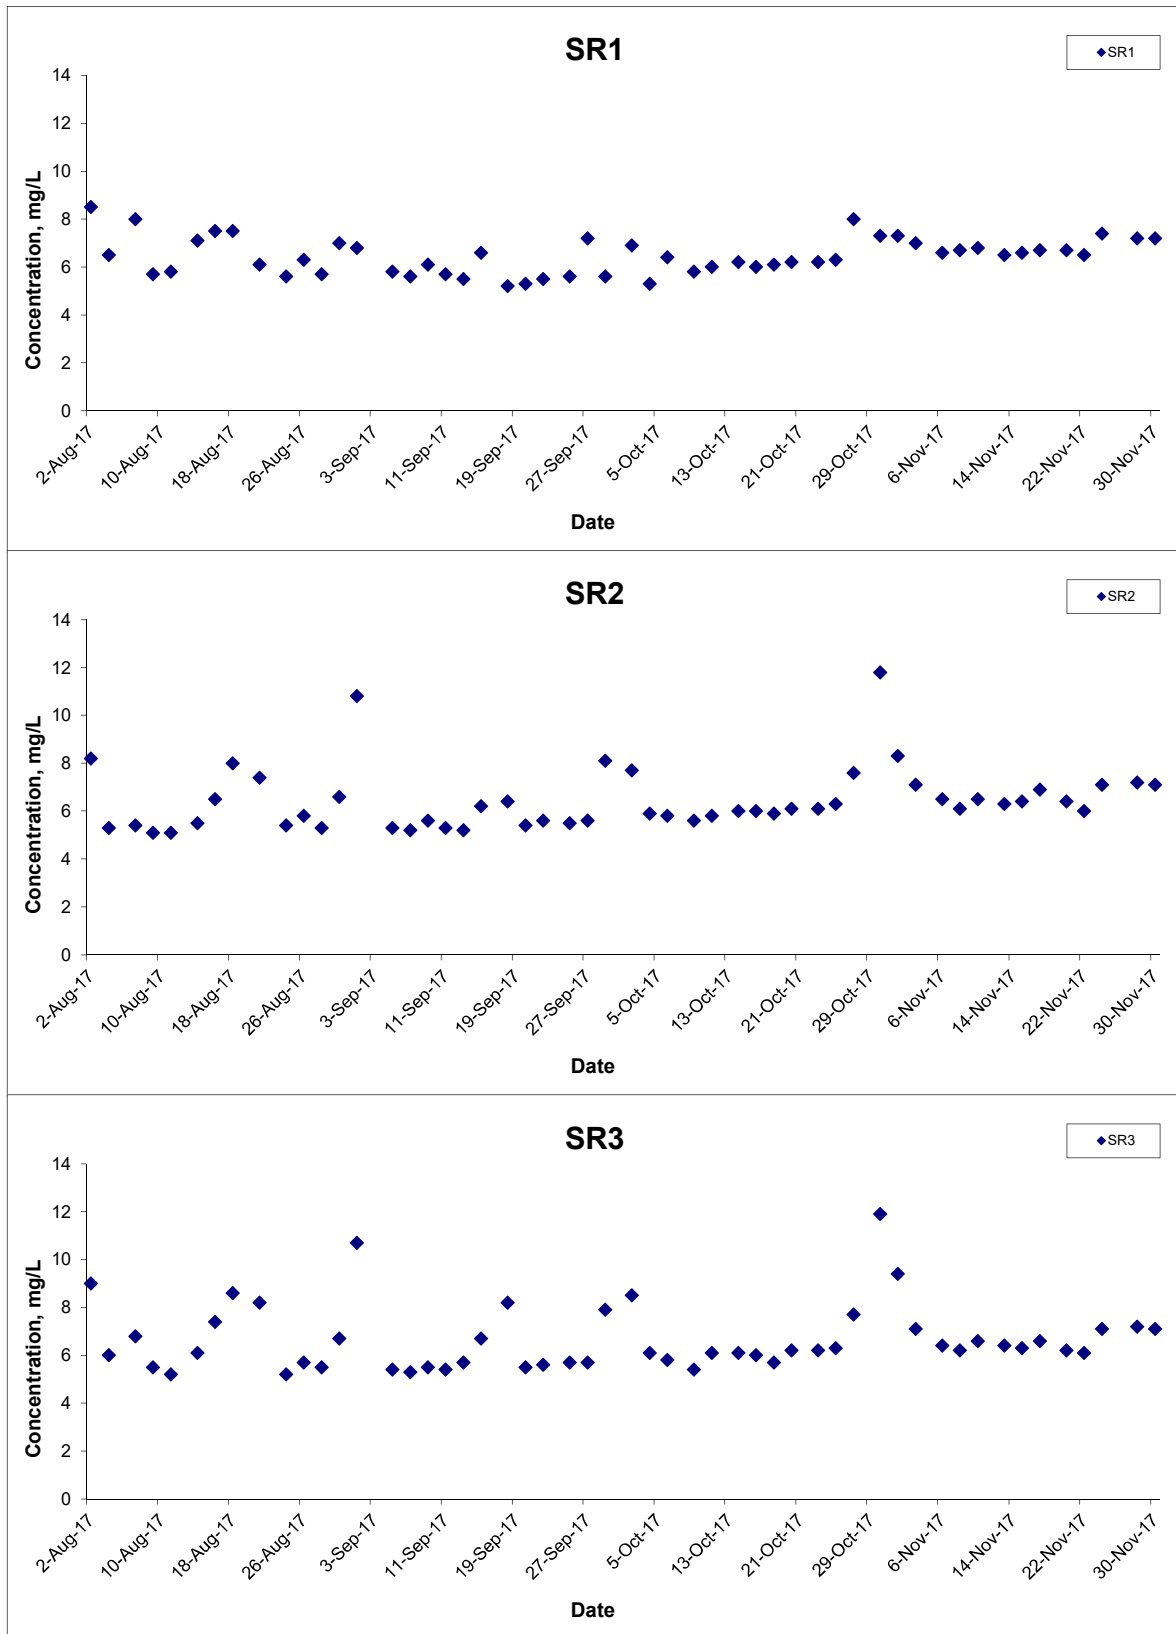 SR1
SR1
14
12
10
8
6
4
2
0
Concentration, mg/L
2-Aug-17
10-Aug-17
18-Aug-17
26-Aug-17
3-Sep-17
11-Sep-17
19-Sep-17
27-Sep-17
5-Oct-17
13-Oct-17
21-Oct-17
29-Oct-17
6-Nov-17
14-Nov-17
22-Nov-17
30-Nov-17
Date
SR2
SR2
14
12
10
8
6
4
2
0
Concentration, mg/L
2-Aug-17
10-Aug-17
18-Aug-17
26-Aug-17
3-Sep-17
11-Sep-17
19-Sep-17
27-Sep-17
5-Oct-17
13-Oct-17
21-Oct-17
29-Oct-17
6-Nov-17
14-Nov-17
22-Nov-17
30-Nov-17
Date
SR3
SR3
14
12
10
8
6
4
2
0
Concentration, mg/L
2-Aug-17
10-Aug-17
18-Aug-17
26-Aug-17
3-Sep-17
11-Sep-17
19-Sep-17
27-Sep-17
5-Oct-17
13-Oct-17
21-Oct-17
29-Oct-17
6-Nov-17
14-Nov-17
22-Nov-17
30-Nov-17
Date